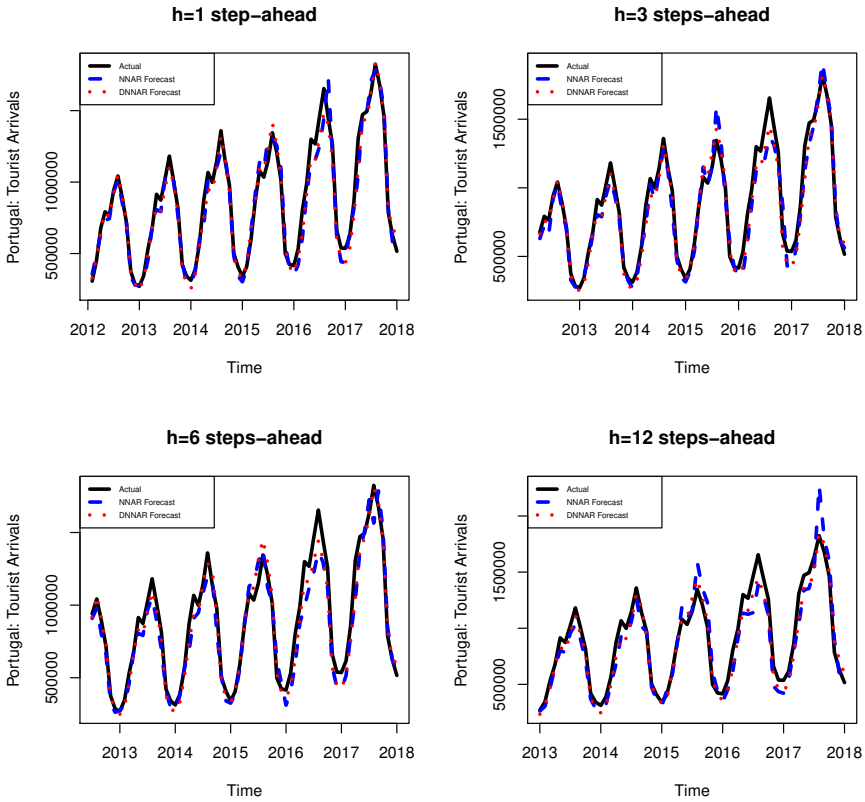 h=1 step−ahead
Portugal: Tourist Arrivals
500000 1000000
Actual
NNAR Forecast
DNNAR Forecast
2012 2013 2014 2015 2016 2017 2018
Time
h=3 steps−ahead
Portugal: Tourist Arrivals
500000 1500000
Actual
NNAR Forecast
DNNAR Forecast
2013 2014 2015 2016 2017 2018
Time
h=6 steps−ahead
Portugal: Tourist Arrivals
500000 1000000
Actual
NNAR Forecast
DNNAR Forecast
2013 2014 2015 2016 2017 2018
Time
h=12 steps−ahead
Portugal: Tourist Arrivals
500000 1500000
Actual
NNAR Forecast
DNNAR Forecast
2013 2014 2015 2016 2017 2018
Time